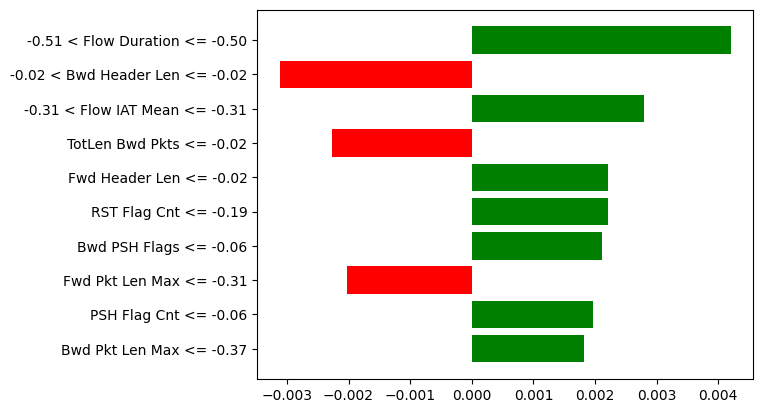 -0.51 < Flow Duration <= -0.50
-0.02 < Bwd Header Len <= -0.02
-0.31 < Flow IAT Mean <= -0.31
TotLen Bwd Pkts <= -0.02
Fwd Header Len <= -0.02
RST Flag Cnt <= -0.19
Bwd PSH Flags <= -0.06
Fwd Pkt Len Max <= -0.31
PSH Flag Cnt <= -0.06
Bwd Pkt Len Max <= -0.37
−0.003 −0.002 −0.001 0.000 0.001 0.002 0.003 0.004